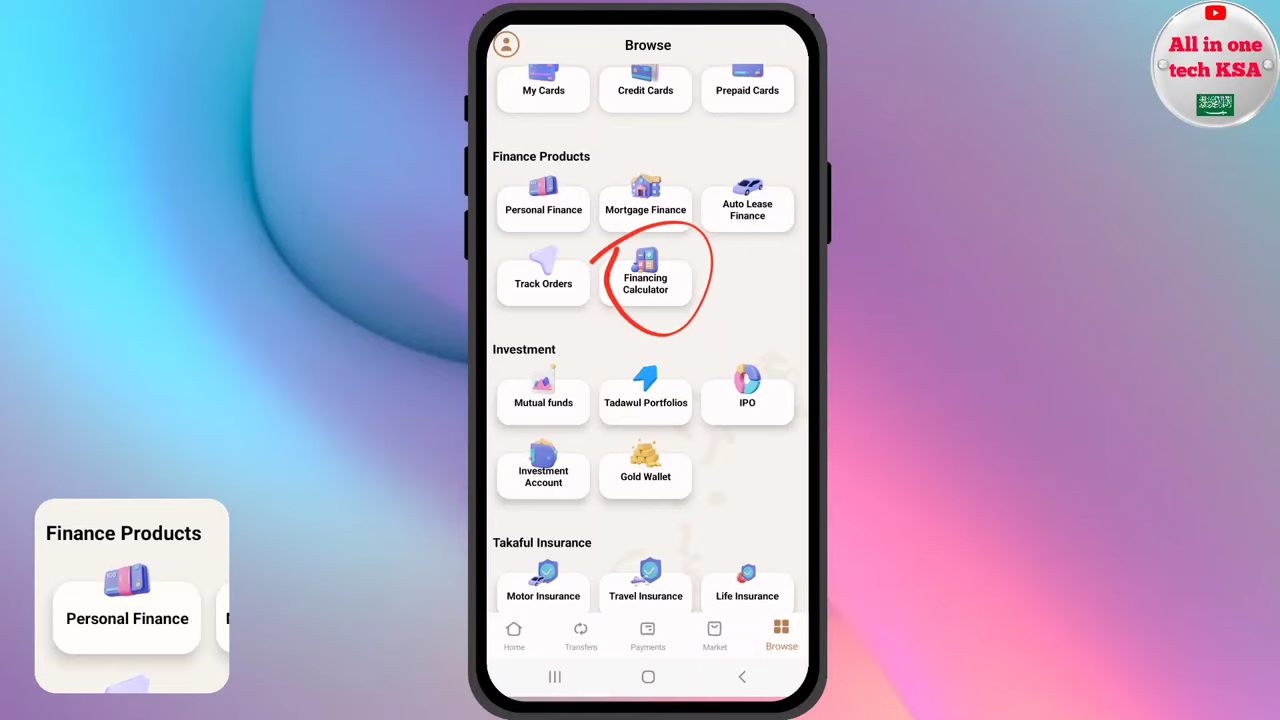 All in one
tech KSA
Browse
My Cards
Credit Cards
Prepaid Cards
Finance Products
Personal Finance
Mortgage Finance
Auto Lease
Finance
Track Orders
Financing
Calculator
Investment
Mutual funds
Tadawul Portfolios
IPO
Investment
Account
Gold Wallet
Takaful Insurance
Motor Insurance
Travel Insurance
Life Insurance
Home
Transfers
Payments
Market
Browse
Finance Products
Personal Finance